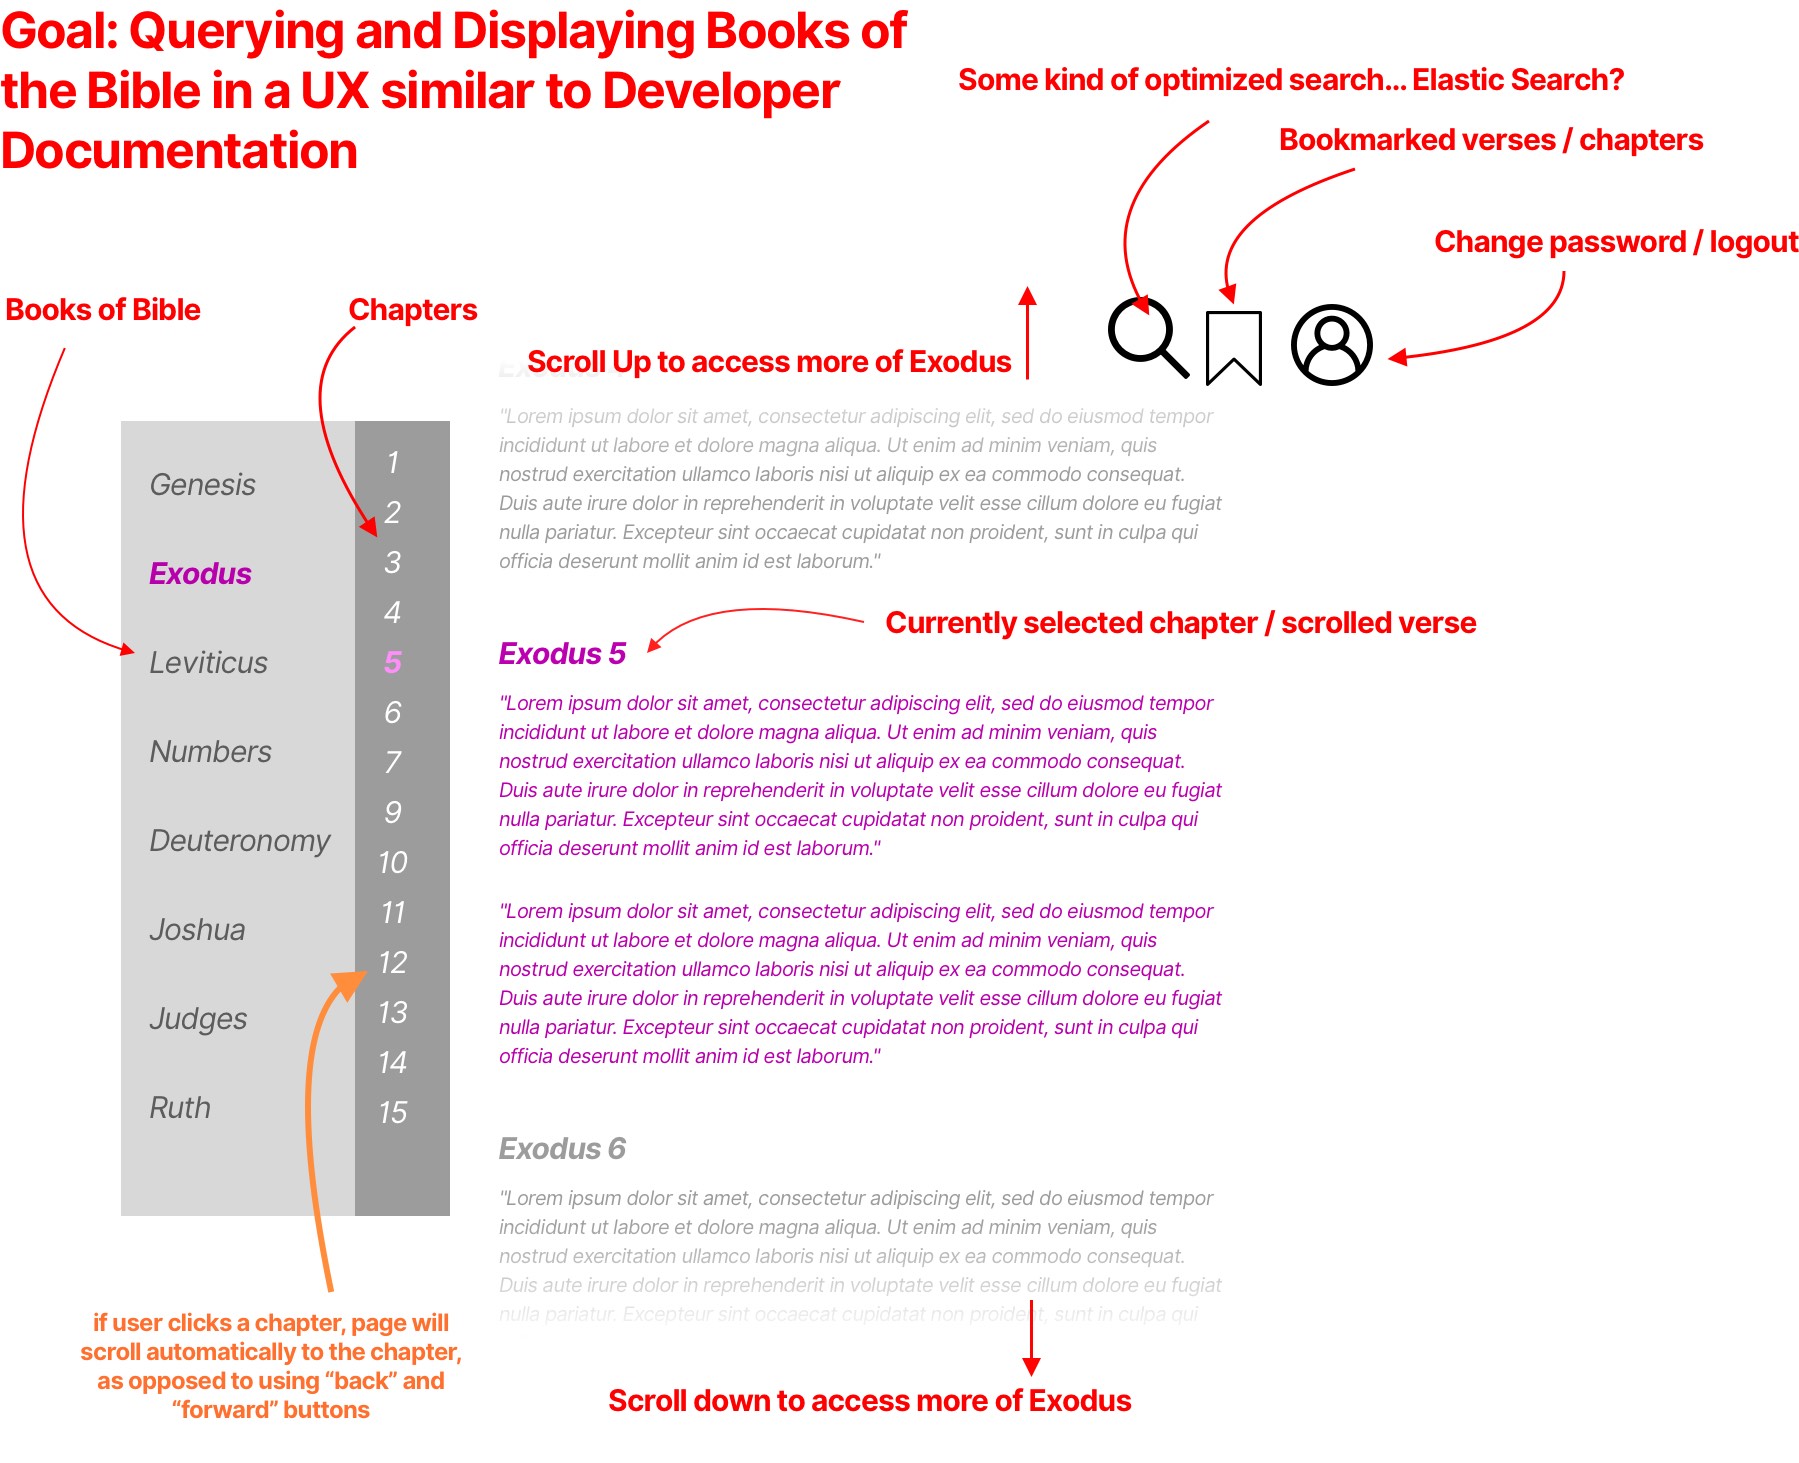 Goal: Querying and Displaying Books of
the Bible in a UX similar to Developer
Documentation
Some kind of optimized search... Elastic Search?
Bookmarked verses / chapters
Change password / logout
Books of Bible
Chapters
Scroll Up to access more of Exodus
Genesis
Exodus
Leviticus
Numbers
Deuteronomy
Joshua
Judges
Ruth
1
2
3
4
5
6
7
9
10
11
12
13
14
15
"Lorem ipsum dolor sit amet, consectetur adipiscing elit, sed do eiusmod tempor
incididunt ut labore et dolore magna aliqua. Ut enim ad minim veniam, quis
nostrud exercitation ullamco laboris nisi ut aliquip ex ea commodo consequat.
Duis aute irure dolor in reprehenderit in voluptate velit esse cillum dolore eu fugiat
nulla pariatur. Excepteur sint occaecat cupidatat non proident, sunt in culpa qui
officia deserunt mollit anim id est laborum."
Currently selected chapter / scrolled verse
Exodus 5
"Lorem ipsum dolor sit amet, consectetur adipiscing elit, sed do eiusmod tempor
incididunt ut labore et dolore magna aliqua. Ut enim ad minim veniam, quis
nostrud exercitation ullamco laboris nisi ut aliquip ex ea commodo consequat.
Duis aute irure dolor in reprehenderit in voluptate velit esse cillum dolore eu fugiat
nulla pariatur. Excepteur sint occaecat cupidatat non proident, sunt in culpa qui
officia deserunt mollit anim id est laborum."
"Lorem ipsum dolor sit amet, consectetur adipiscing elit, sed do eiusmod tempor
incididunt ut labore et dolore magna aliqua. Ut enim ad minim veniam, quis
nostrud exercitation ullamco laboris nisi ut aliquip ex ea commodo consequat.
Duis aute irure dolor in reprehenderit in voluptate velit esse cillum dolore eu fugiat
nulla pariatur. Excepteur sint occaecat cupidatat non proident, sunt in culpa qui
officia deserunt mollit anim id est laborum."
Exodus 6
"Lorem ipsum dolor sit amet, consectetur adipiscing elit, sed do eiusmod tempor
incididunt ut labore et dolore magna aliqua. Ut enim ad minim veniam, quis
nostrud exercitation ullamco laboris nisi ut aliquip ex ea commodo consequat.
Duis aute irure dolor in reprehenderit in voluptate velit esse cillum dolore eu fugiat
nulla pariatur. Excepteur sint occaecat cupidatat non proident, sunt in culpa qui
if user clicks a chapter, page will
scroll automatically to the chapter,
as opposed to using “back” and
“forward” buttons
Scroll down to access more of Exodus